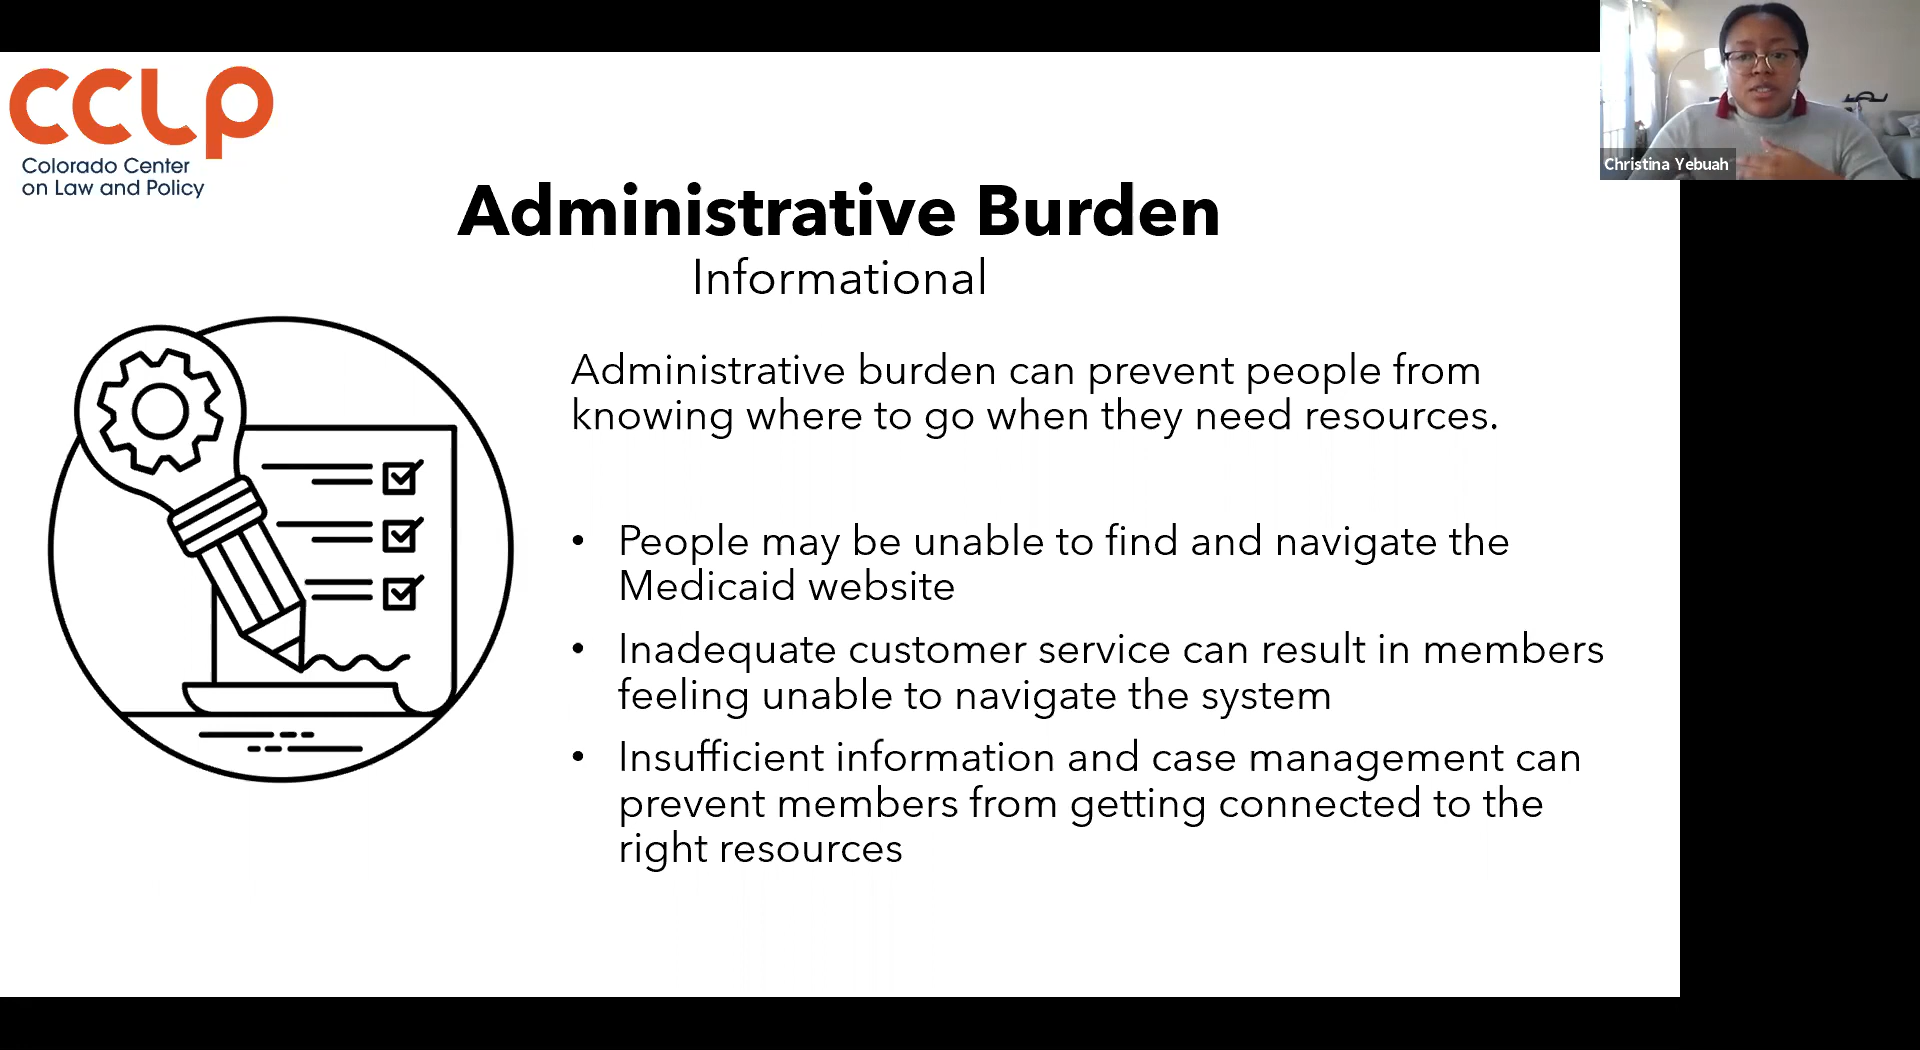 CCLP
Colorado Center
on Law and Policy
Christina Yebuah
Administrative Burden
Informational
Administrative burden can prevent people from
knowing where to go when they need resources.
• People may be unable to find and navigate the
Medicaid website
• Inadequate customer service can result in members
feeling unable to navigate the system
• Insufficient information and case management can
prevent members from getting connected to the
right resources